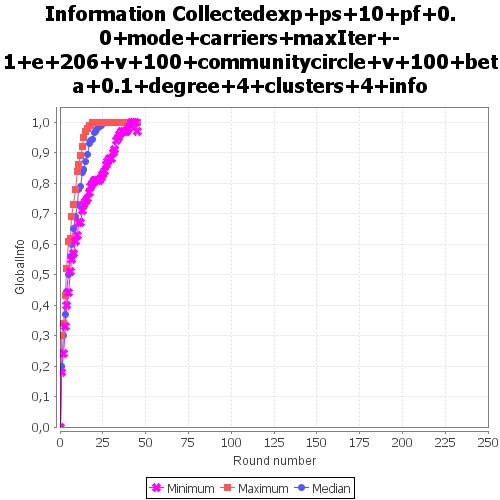 Information Collectedexp+ps+10+pf+0.
0+mode+carriers+maxIter+-
1+e+206+v+100+communitycircle+v+100+bet
a+0.1+degree+4+clusters+4+info
1,0
0,9
0,8
0,7
0,6
0,5
0,4
0,3
0,2
0,1
0,0
GlobalInfo
0 25 50 75 100 125 150 175 200 225 250
Round number
Minimum Maximum Median